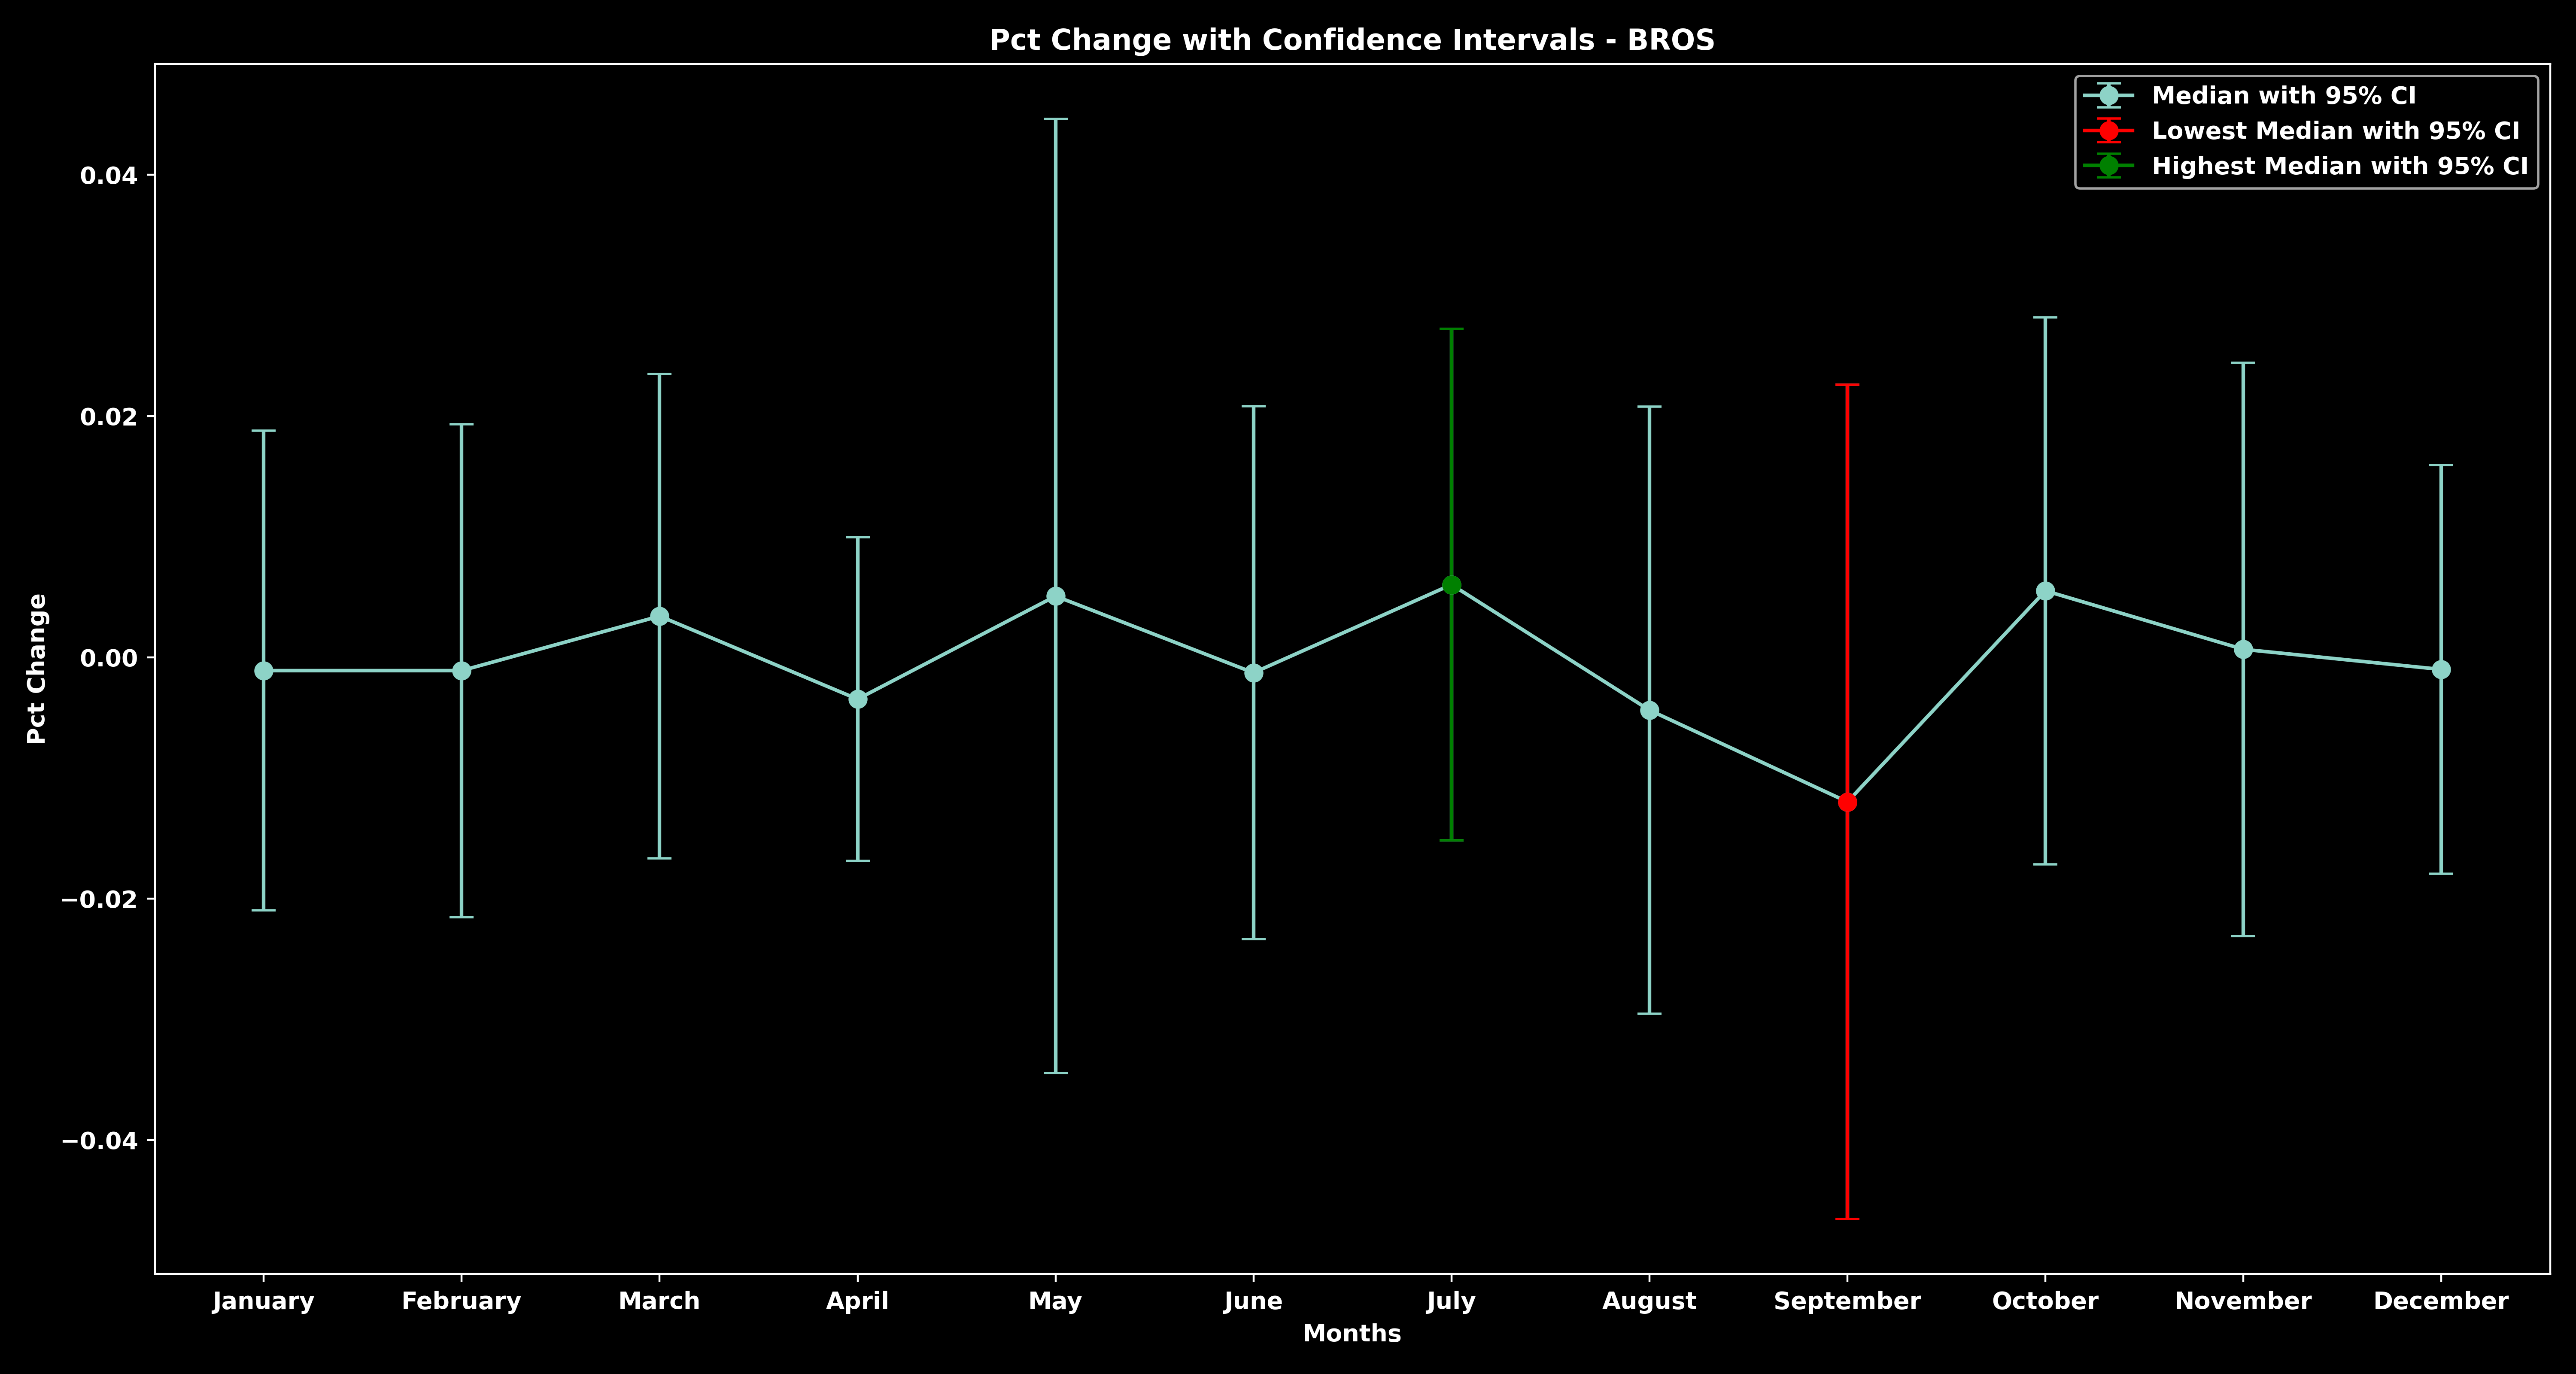 Pct Change with Confidence Intervals - BROS
Median with 95% CI
Lowest Median with 95% CI
Highest Median with 95% CI
0.04
0.02
0.00
−0.02
−0.04
Pct Change
January February March April May June July August September October November December
Months